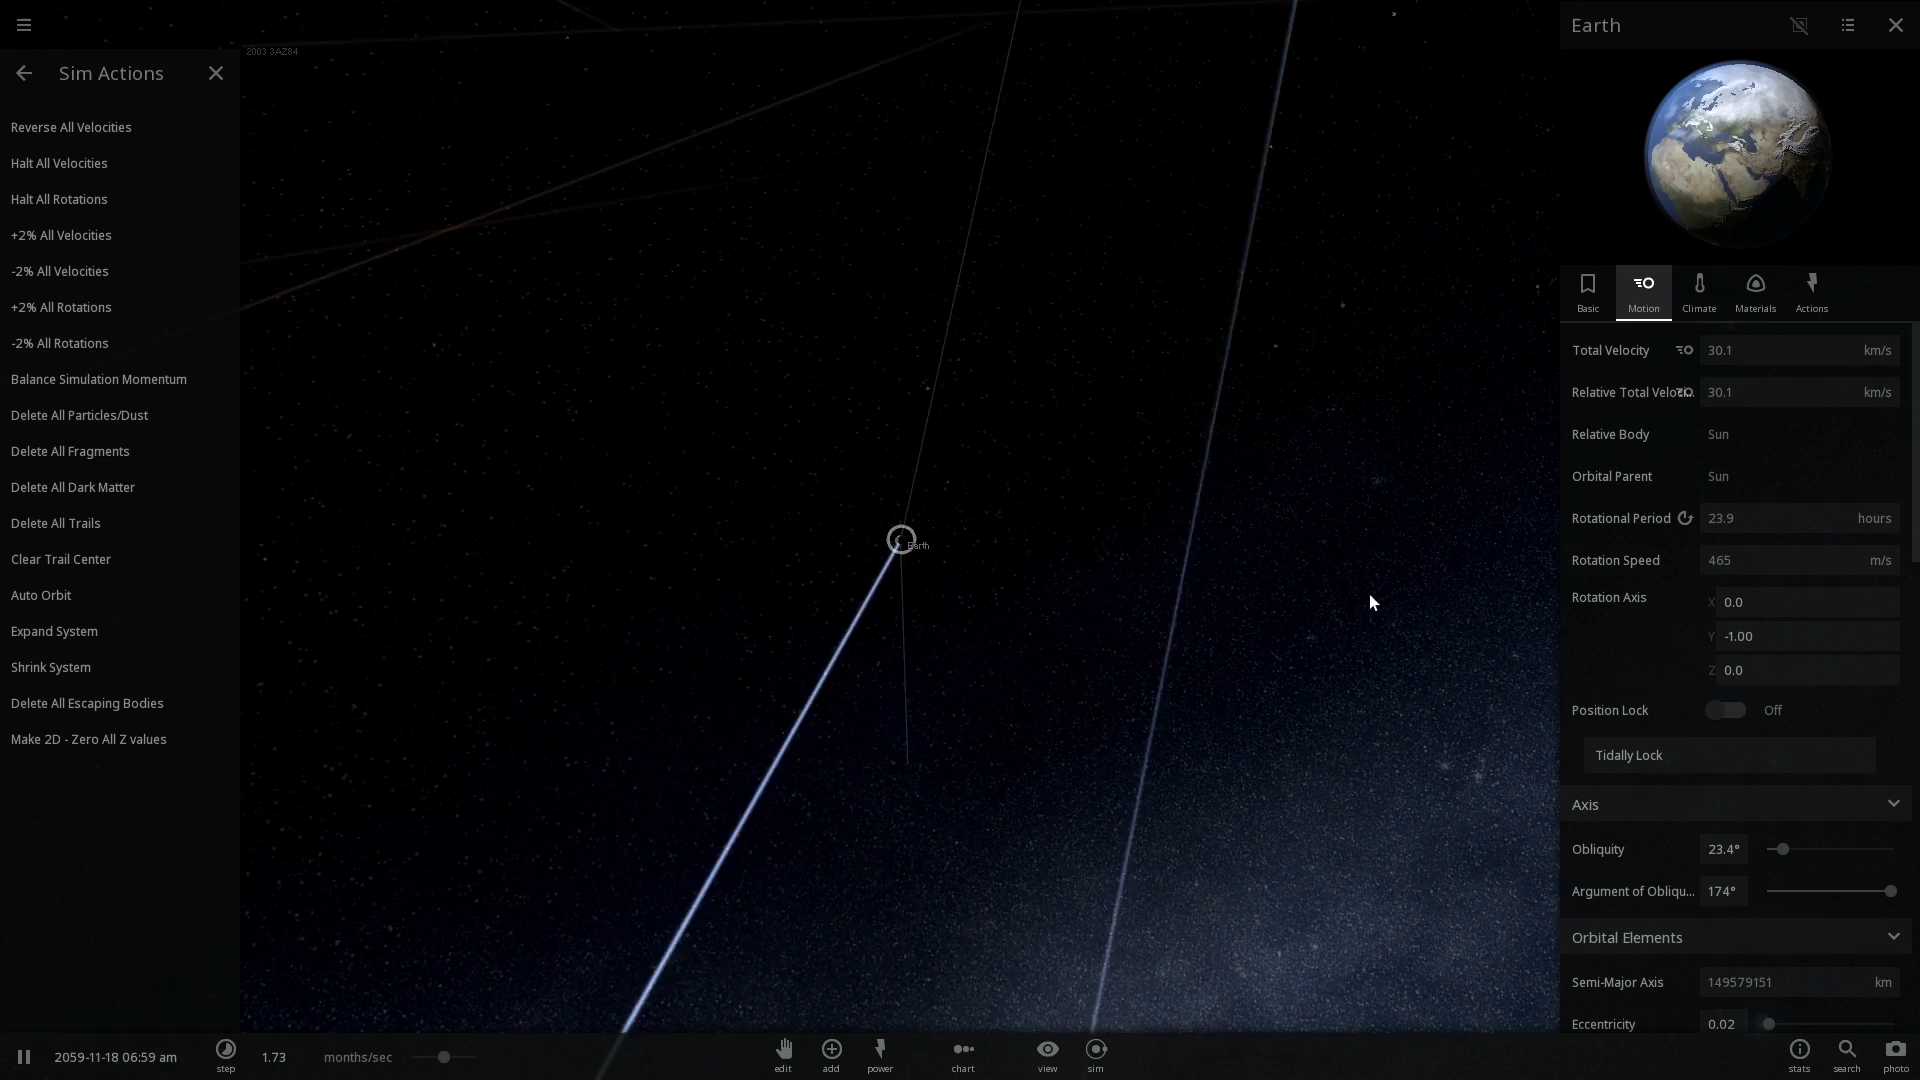 Sim Actions
Reverse All Velocities
Halt All Velocities
Halt All Rotations
+2% All Velocities
-2% All Velocities
+2% All Rotations
-2% All Rotations
Balance Simulation Momentum
Delete All Particles/Dust
Delete All Fragments
Delete All Dark Matter
Delete All Trails
Clear Trail Center
Auto Orbit
Expand System
Shrink System
Delete All Escaping Bodies
Make 2D - Zero All Z values
2003 3AZ84
Earth
Earth
Basic
Motion
Climate
Materials
Actions
Total Velocity 30.1 km/s
Relative Total 30.1 km/s
Relative Body Sun
Orbital Parent Sun
Rotational Period 23.9 hours
Rotation Speed 465 m/s
Rotation Axis X 0.0
Y -1.00
Z 0.0
Position Lock Off
Tidally Lock
Axis
Obliquity 23.4°
Argument of Obliqu... 174°
Orbital Elements
Semi-Major Axis 149579151 km
Eccentricity 0.02
2059-11-18 06:59 am
step
1.73 months/sec
edit
add
power
chart
view
sim
stats
search
photo